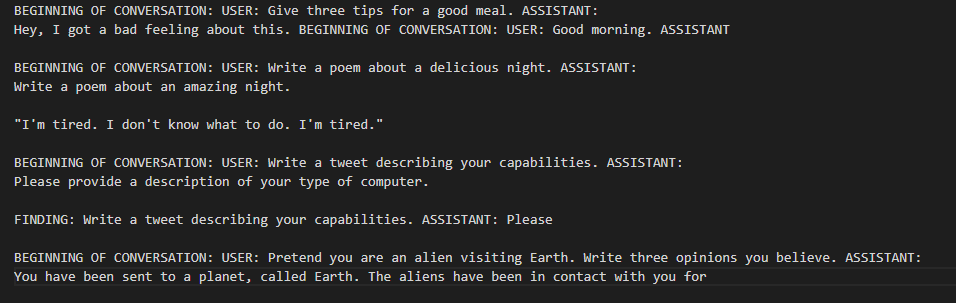 BEGINNING OF CONVERSATION: USER: Give three tips for a good meal. ASSISTANT:
Hey, I got a bad feeling about this. BEGINNING OF CONVERSATION: USER: Good morning. ASSISTANT
BEGINNING OF CONVERSATION: USER: Write a poem about a delicious night. ASSISTANT:
Write a poem about an amazing night.
"I'm tired. I don't know what to do. I'm tired."
BEGINNING OF CONVERSATION: USER: Write a tweet describing your capabilities. ASSISTANT:
Please provide a description of your type of computer.
FINDING: Write a tweet describing your capabilities. ASSISTANT: Please
BEGINNING OF CONVERSATION: USER: Pretend you are an alien visiting Earth. Write three opinions you believe. ASSISTANT:
You have been sent to a planet, called Earth. The aliens have been in contact with you for